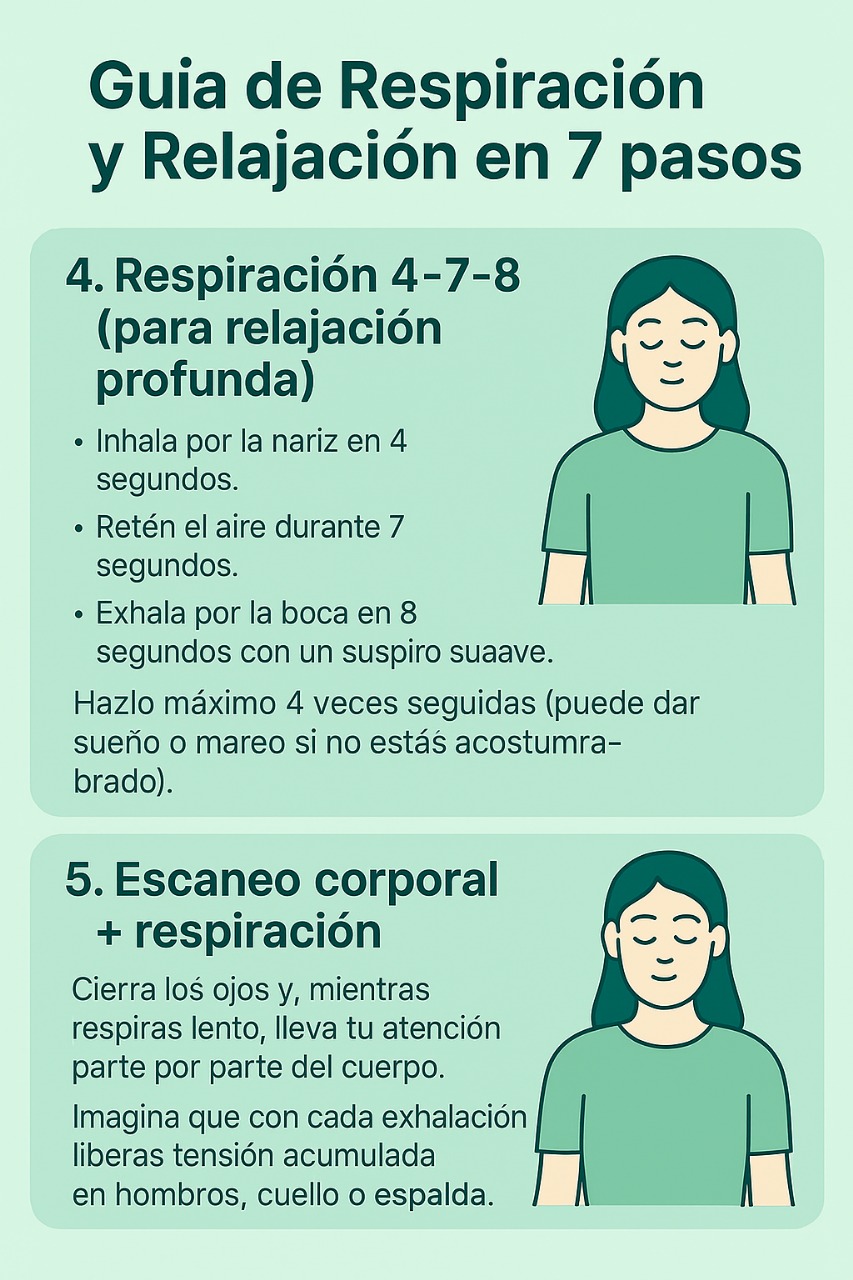 Guia de Respiración
y Relajación en 7 pasos
4. Respiración 4-7-8
(para relajación
profunda)
• Inhala por la nariz en 4
segundos.
• Retén el aire durante 7
segundos.
• Exhala por la boca en 8
segundos con un suspiro suaave.
Hazlo máximo 4 veces seguidas (puede dar
sueño o mareo si no estáś acostumra-
brado).
5. Escaneo corporal
+ respiración
Cierra loś ojos y, mientras
respiras lento, lleva tu atención
parte por parte del cuerpo.
Imagina que con cada exhalación
liberas tensión acumulada
en hombros, cuello o espalda.